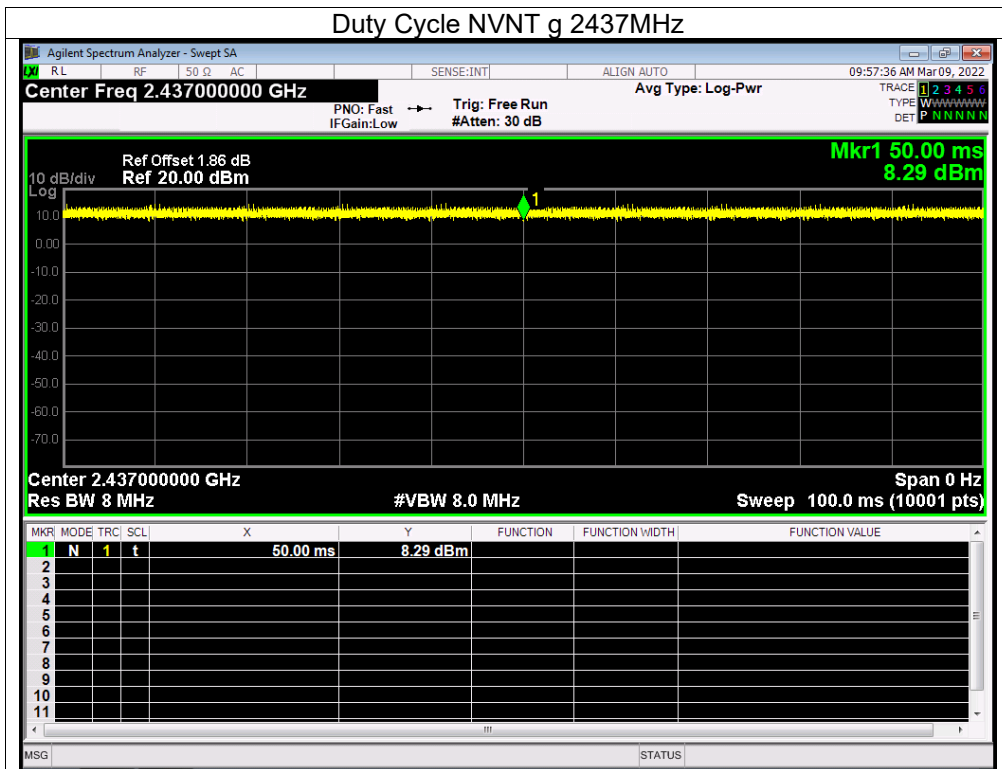 Duty Cycle NVNT g 2437MHz
Agilent Spectrum Analyzer - Swept SA
LXI RL RF 50 Ω AC SENSE:INT ALIGN AUTO 09:57:36 AM Mar 09, 2022
Center Freq 2.437000000 GHz Avg Type: Log-Pwr TRACE 1 2 3 4 5 6
PNO: Fast Trig: Free Run TYPE WWWWWW
IFGain:Low #Atten: 30 dB DET P N N N N N
Mkr1 50.00 ms
8.29 dBm
Ref Offset 1.86 dB
10 dB/div Ref 20.00 dBm
Log
1
10.0
0.00
-10.0
-20.0
-30.0
-40.0
-50.0
-60.0
-70.0
Center 2.437000000 GHz Span 0 Hz
Res BW 8 MHz #VBW 8.0 MHz Sweep 100.0 ms (10001 pts)
MKR MODE TRC SCL X Y FUNCTION FUNCTION WIDTH FUNCTION VALUE
1 N 1 t 50.00 ms 8.29 dBm
2
3
4
5
6
7
8
9
10
11
MSG STATUS